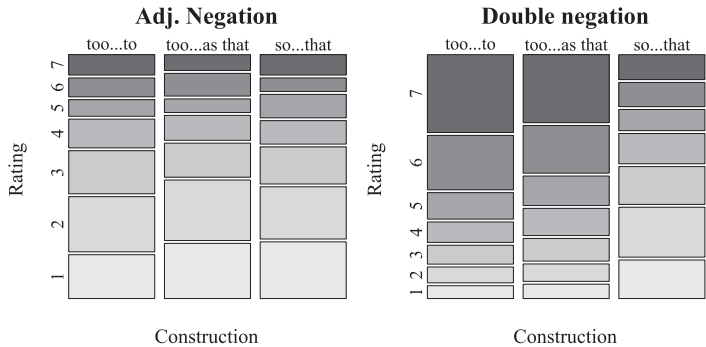 Adj. Negation
too...to too...as that so...that
7
6
5
4
3
2
1
Rating
Construction
Double negation
too...to too...as that so...that
7
6
5
4
3
2
1
Rating
Construction